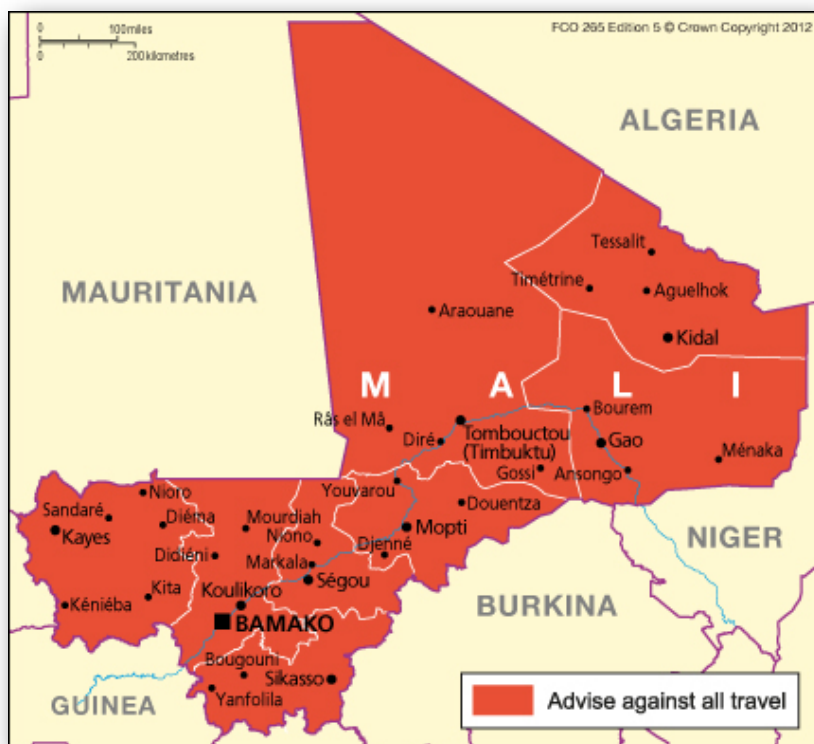 0 100miles
0 200kilometres
FCO 265 Edition 5 © Crown Copyright 2012
ALGERIA
MAURITANIA
Tessalit
Timétrine
Aguelhok
Araouane
Kidal
M A L I
Râs el Mâ
Bourem
Diré
Tombouctou
(Timbuktu)
Gao
Gossi
Ansongo
Ménaka
Youvarou
Douentza
Nioro
Sandaré
Diéma
Mourdiah
Kayes
Niono
Mopti
Didiéni
Djenné
Markala
NIGER
Kita
Koulikoro
Ségou
Kéniéba
BURKINA
BAMAKO
Bougouni
Sikasso
Yanfolila
GUINEA
Advise against all travel